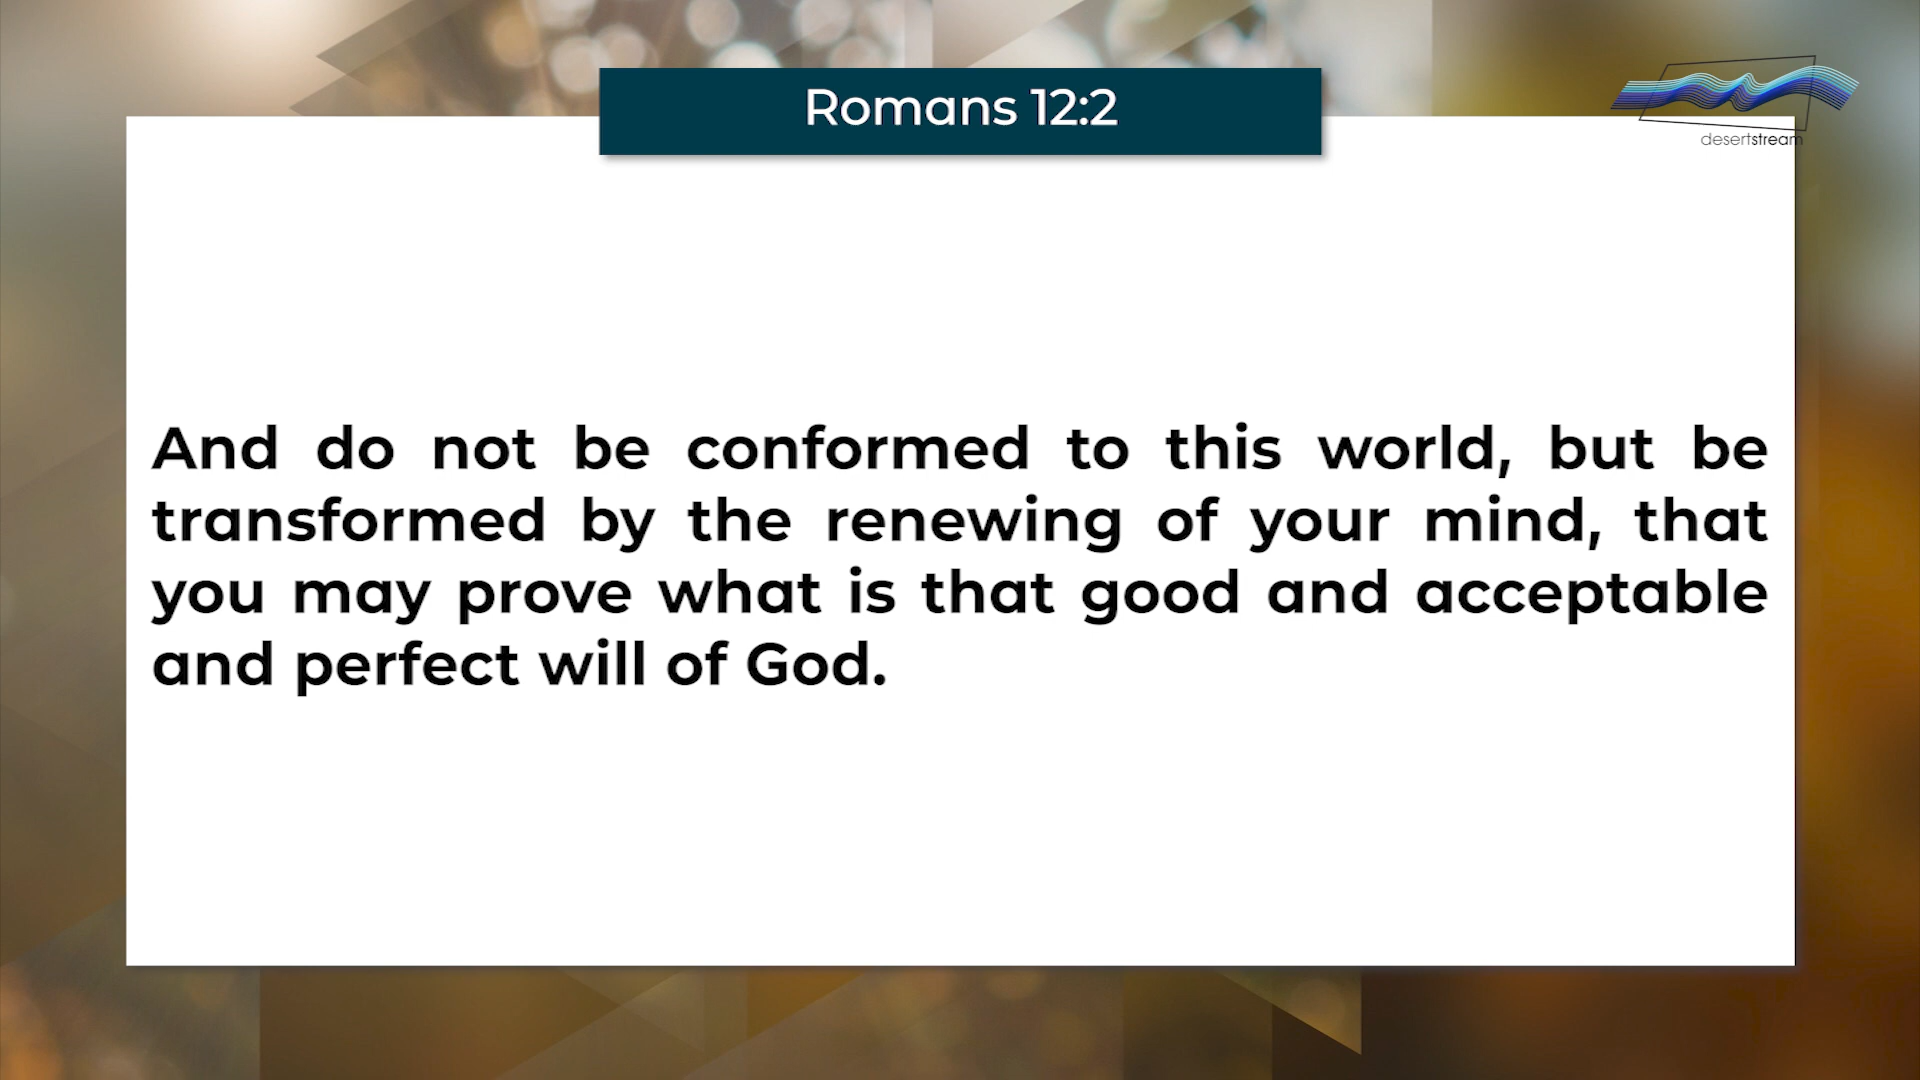 Romans 12:2
desertstream
And do not be conformed to this world, but be
transformed by the renewing of your mind, that
you may prove what is that good and acceptable
and perfect will of God.